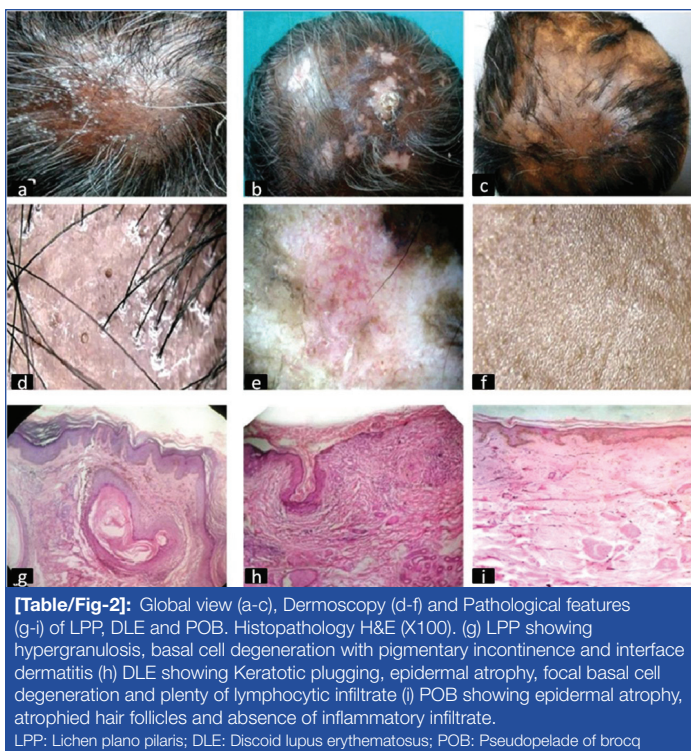 a
b
c
d
e
f
g
h
i
[Table/Fig-2]: Global view (a-c), Dermoscopy (d-f) and Pathological features
(g-i) of LPP, DLE and POB. Histopathology H&E (X100). (g) LPP showing
hypergranulosis, basal cell degeneration with pigmentary incontinence and interface
dermatitis (h) DLE showing Keratotic plugging, epidermal atrophy, focal basal cell
degeneration and plenty of lymphocytic infiltrate (i) POB showing epidermal atrophy,
atrophied hair follicles and absence of inflammatory infiltrate.
LPP: Lichen plano pilaris; DLE: Discoid lupus erythematosus; POB: Pseudopelade of brocq